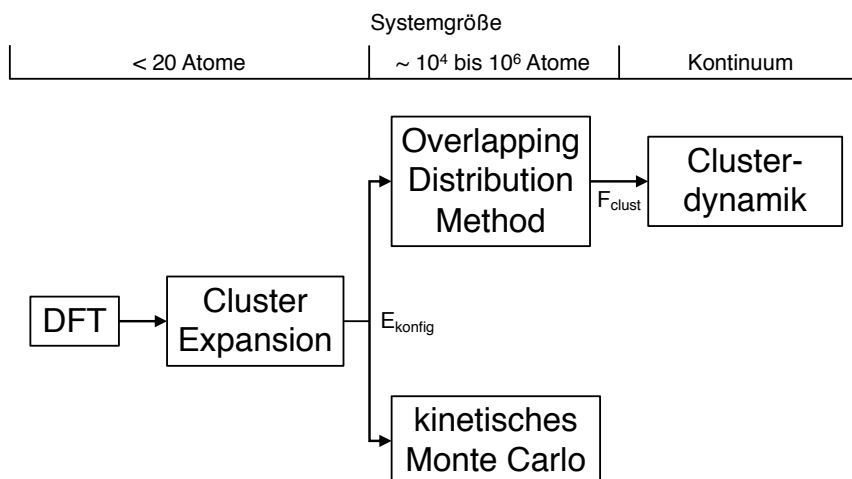 Systemgröße
< 20 Atome
~ 10⁴ bis 10⁶ Atome
Kontinuum
Overlapping
Distribution
Method
F_clust
Cluster-
dynamik
DFT
Cluster
Expansion
E_konfig
kinetisches
Monte Carlo